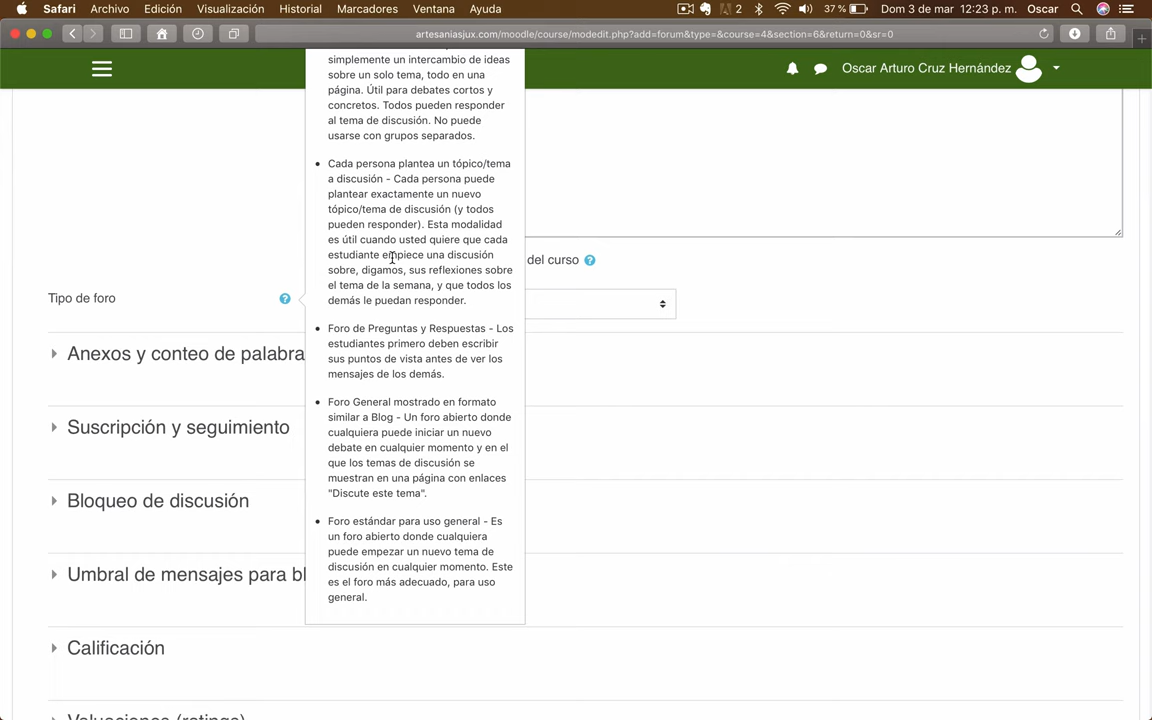 Safari Archivo Edición Visualización Historial Marcadores Ventana Ayuda 2 37 % Dom 3 de mar 12:23 p. m. Oscar
artesaniasjux.com/moodle/course/modedit.php?add=forum&type=&course=4&section=6&return=0&sr=0
Oscar Arturo Cruz Hernández
simplemente un intercambio de ideas
sobre un solo tema, todo en una
página. Útil para debates cortos y
concretos. Todos pueden responder
al tema de discusión. No puede
usarse con grupos separados.
• Cada persona plantea un tópico/tema
a discusión - Cada persona puede
plantear exactamente un nuevo
tópico/tema de discusión (y todos
pueden responder). Esta modalidad
es útil cuando usted quiere que cada
estudiante empiece una discusión
sobre, digamos, sus reflexiones sobre
el tema de la semana, y que todos los
demás le puedan responder.
• Foro de Preguntas y Respuestas - Los
estudiantes primero deben escribir
sus puntos de vista antes de ver los
mensajes de los demás.
• Foro General mostrado en formato
similar a Blog - Un foro abierto donde
cualquiera puede iniciar un nuevo
debate en cualquier momento y en el
que los temas de discusión se
muestran en una página con enlaces
"Discute este tema".
• Foro estándar para uso general - Es
un foro abierto donde cualquiera
puede empezar un nuevo tema de
discusión en cualquier momento. Este
es el foro más adecuado, para uso
general.
del curso
Tipo de foro
Anexos y conteo de palabra
Suscripción y seguimiento
Bloqueo de discusión
Umbral de mensajes para bl
Calificación
Valuaciones (ratings)